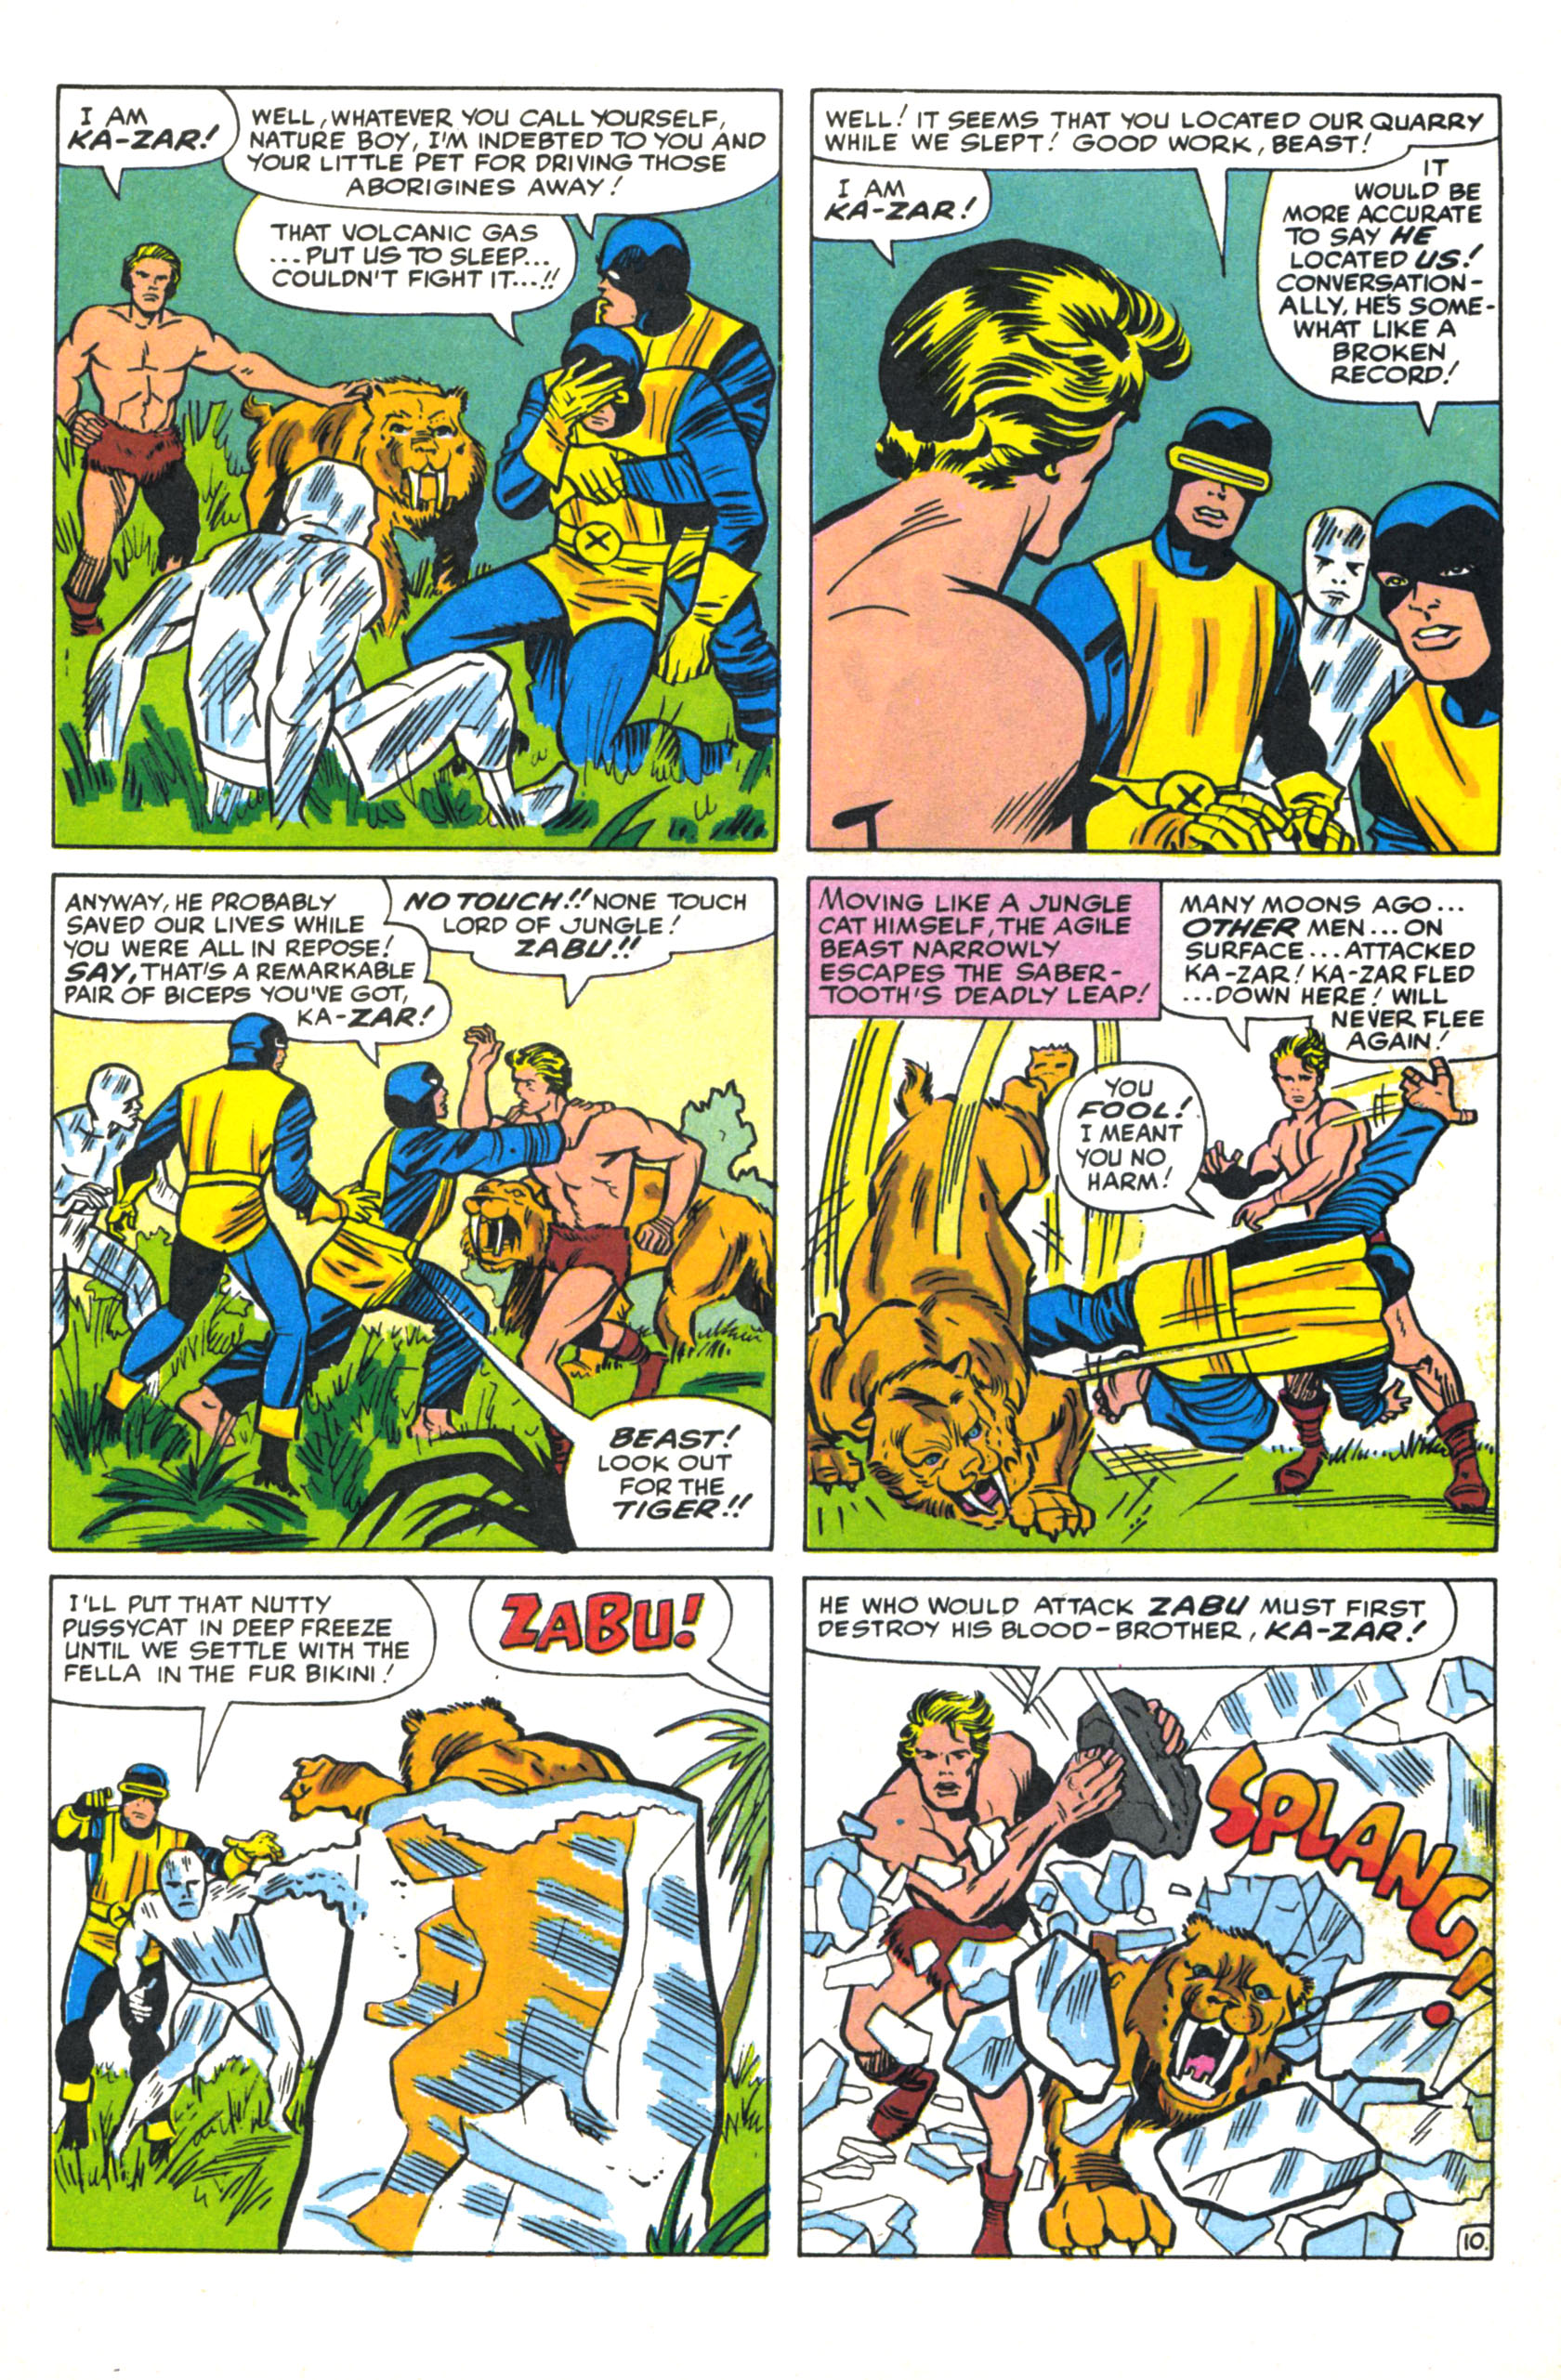 I AM
KA-ZAR!
WELL, WHATEVER YOU CALL YOURSELF,
NATURE BOY, I'M INDEBTED TO YOU AND
YOUR LITTLE PET FOR DRIVING THOSE
ABORIGINES AWAY!
THAT VOLCANIC GAS
...PUT US TO SLEEP...
COULDN'T FIGHT IT...!!
WELL! IT SEEMS THAT YOU LOCATED OUR QUARRY
WHILE WE SLEPT! GOOD WORK, BEAST!
I AM
KA-ZAR!
IT
WOULD BE
MORE ACCURATE
TO SAY HE
LOCATED US!
CONVERSATION-
ALLY, HE'S SOME-
WHAT LIKE A
BROKEN
RECORD!
ANYWAY, HE PROBABLY
SAVED OUR LIVES WHILE
YOU WERE ALL IN REPOSE!
SAY, THAT'S A REMARKABLE
PAIR OF BICEPS YOU'VE GOT,
KA-ZAR!
NO TOUCH!! NONE TOUCH
LORD OF JUNGLE!
ZABU!!
BEAST!
LOOK OUT
FOR THE
TIGER!!
MOVING LIKE A JUNGLE
CAT HIMSELF, THE AGILE
BEAST NARROWLY
ESCAPES THE SABER-
TOOTH'S DEADLY LEAP!
MANY MOONS AGO...
OTHER MEN...ON
SURFACE...ATTACKED
KA-ZAR! KA-ZAR FLED
...DOWN HERE! WILL
NEVER FLEE
AGAIN!
YOU
FOOL!
I MEANT
YOU NO
HARM!
I'LL PUT THAT NUTTY
PUSSYCAT IN DEEP FREEZE
UNTIL WE SETTLE WITH THE
FELLA IN THE FUR BIKINI!
ZABU!
HE WHO WOULD ATTACK ZABU MUST FIRST
DESTROY HIS BLOOD-BROTHER, KA-ZAR!
SPLANG!
10.